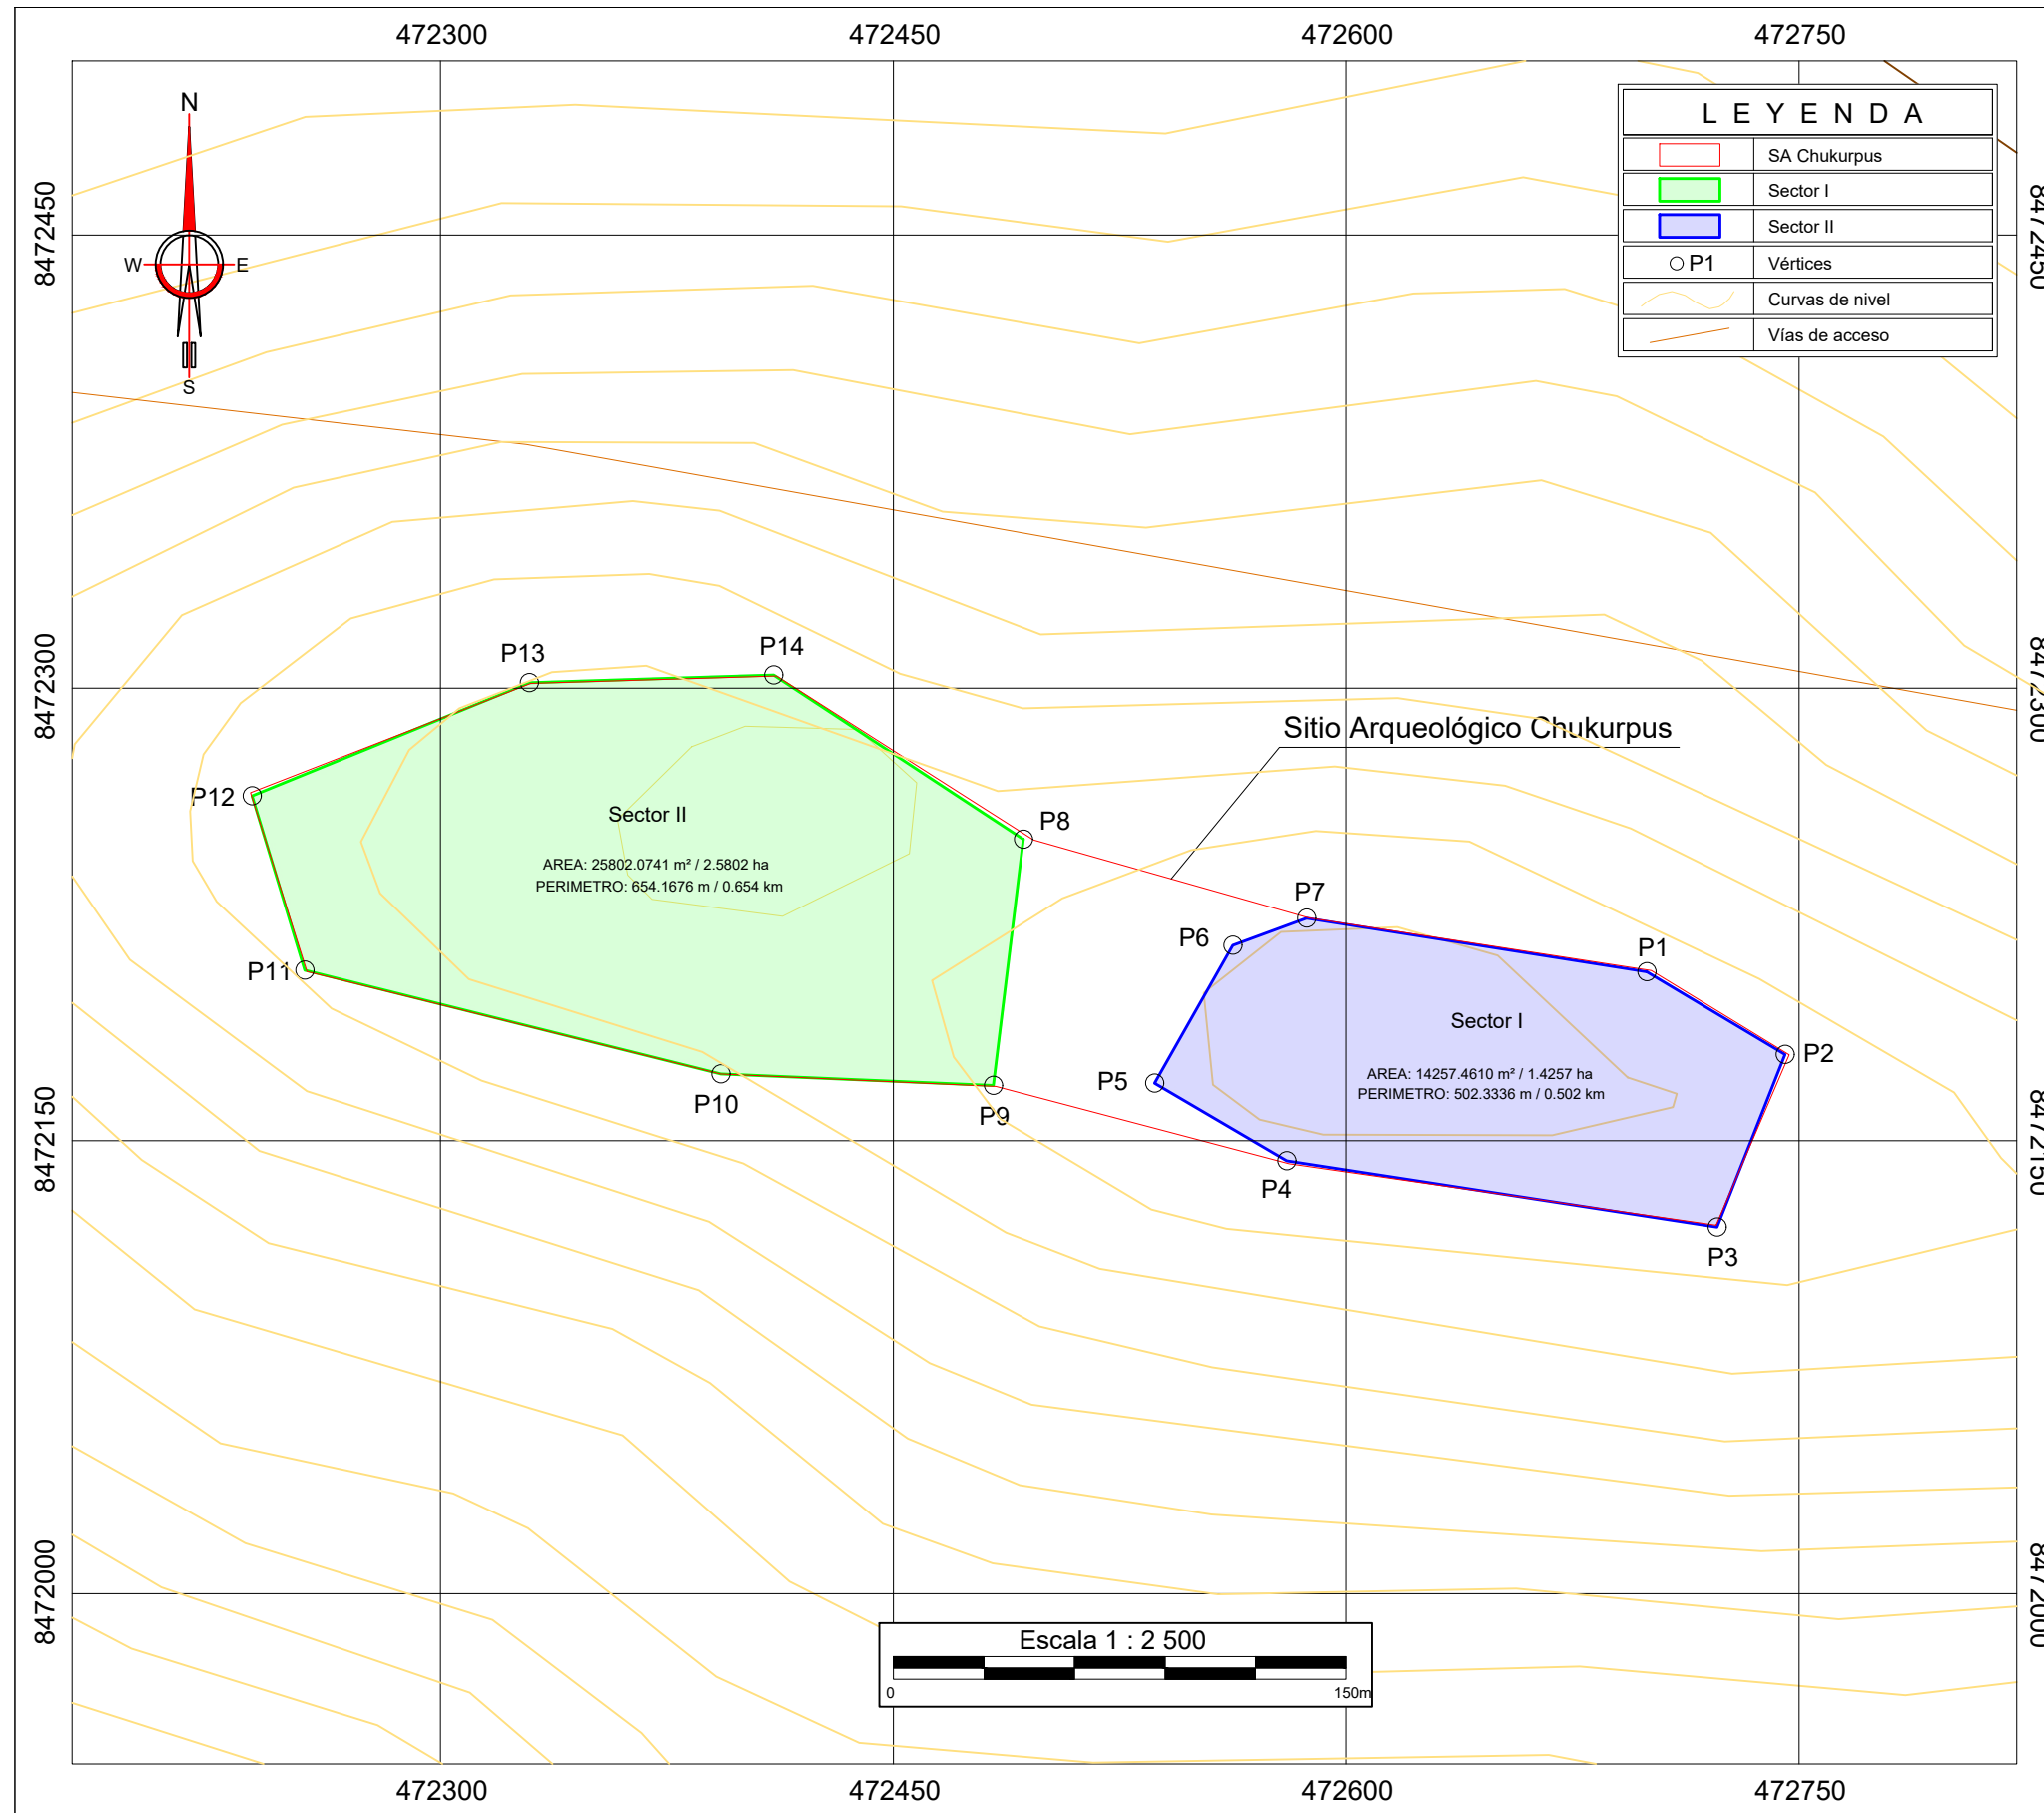 472300 472450 472600 472750
N
W E
S
L E Y E N D A
SA Chukurpus
Sector I
Sector II
P1 Vértices
Curvas de nivel
Vías de acceso
8472450 8472450
P13 P14
8472300 8472300
Sitio Arqueológico Chukurpus
P12
Sector II
P8
AREA: 25802.0741 m² / 2.5802 ha
PERIMETRO: 654.1676 m / 0.654 km
P7
P6
P1
P11
Sector I
P2
AREA: 14257.4610 m² / 1.4257 ha
PERIMETRO: 502.3336 m / 0.502 km
P5
P10 P9
8472150 8472150
P4
P3
8472000 8472000
Escala 1 : 2 500
0 150m
472300 472450 472600 472750